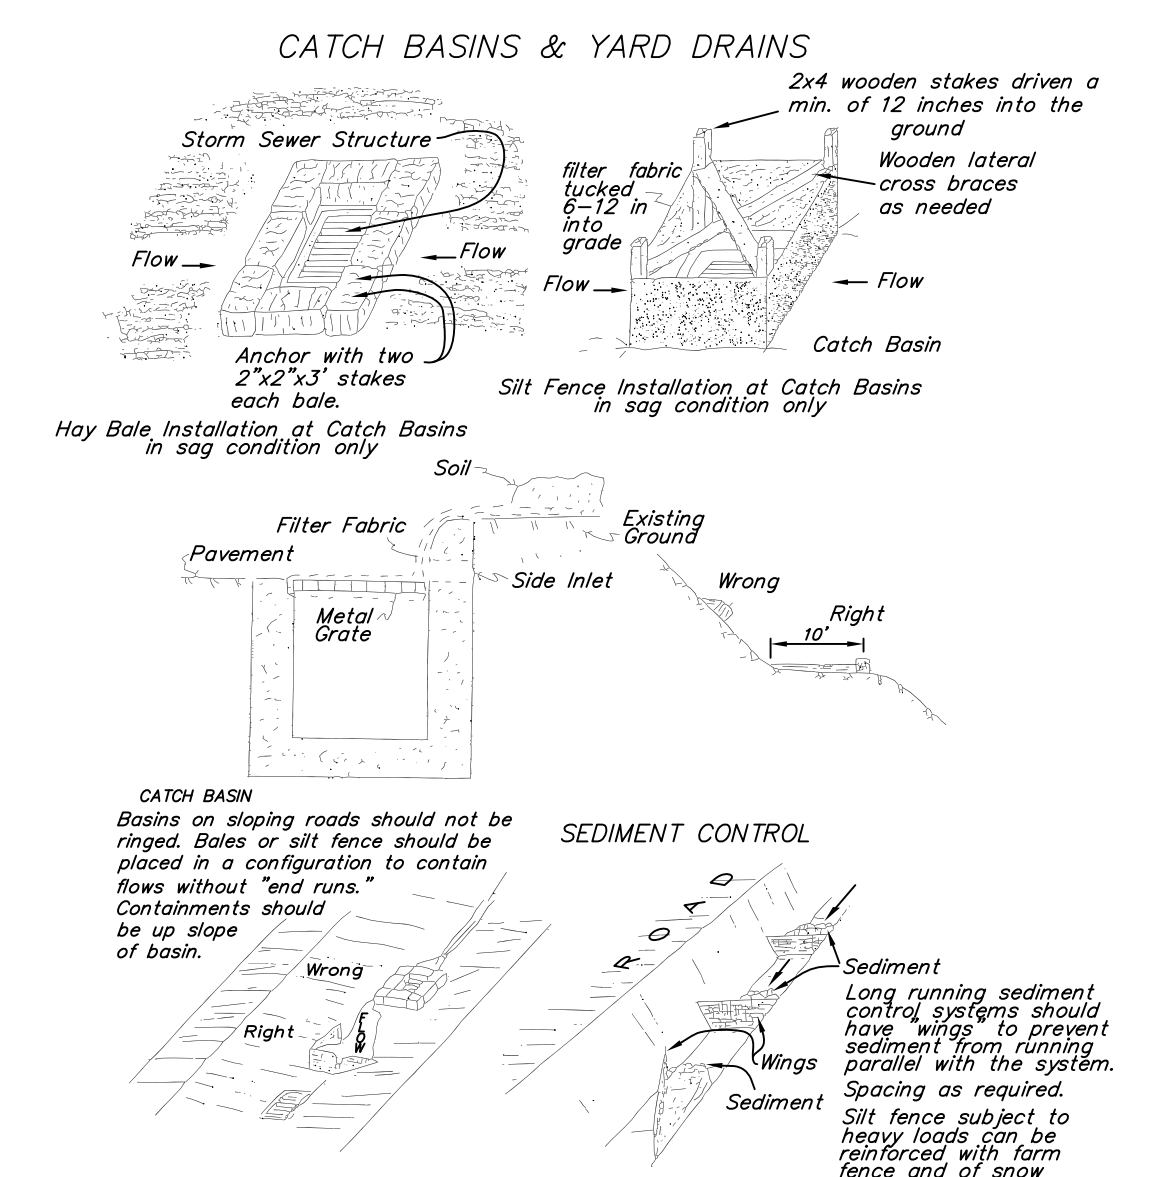 CATCH BASINS & YARD DRAINS
2x4 wooden stakes driven a
min. of 12 inches into the
ground
Storm Sewer Structure
filter fabric
tucked
6-12 in
into
grade
Wooden lateral
cross braces
as needed
Flow
Flow
Flow
Flow
Catch Basin
Anchor with two
2"x2"x3' stakes
each bale.
Silt Fence Installation at Catch Basins
in sag condition only
Hay Bale Installation at Catch Basins
in sag condition only
Soil
Filter Fabric
Existing
Ground
Pavement
Side Inlet
Metal
Grate
Wrong
Right
10'
CATCH BASIN
Basins on sloping roads should not be
ringed. Bales or silt fence should be
placed in a configuration to contain
flows without "end runs."
Containments should
be up slope
of basin.
Wrong
Right
FLOW
SEDIMENT CONTROL
ROAD
Sediment
Long running sediment
control systems should
have "wings" to prevent
sediment from running
parallel with the system.
Wings
Spacing as required.
Sediment
Silt fence subject to
heavy loads can be
reinforced with farm
fence and of snow